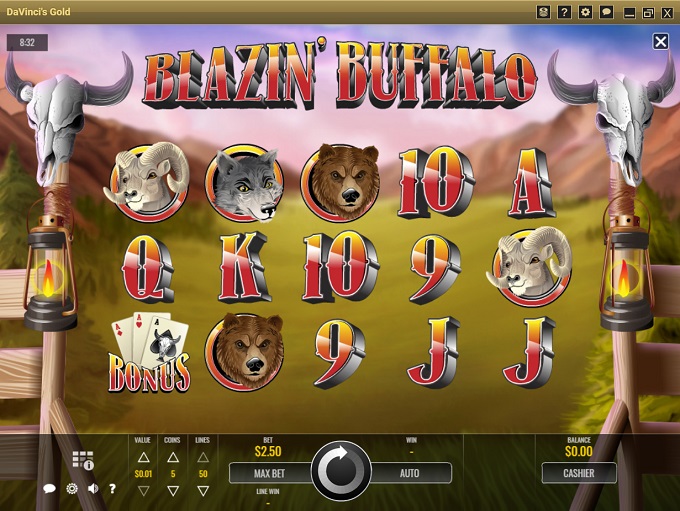 DaVinci's Gold
8:32
BLAZIN' BUFFALO
10 A
Q K 10 9
A A A
BONUS 9 J J
VALUE COINS LINES BET WIN BALANCE
$0.01 5 50 $2.50 - $0.00
MAX BET AUTO CASHIER
LINE WIN
-
?